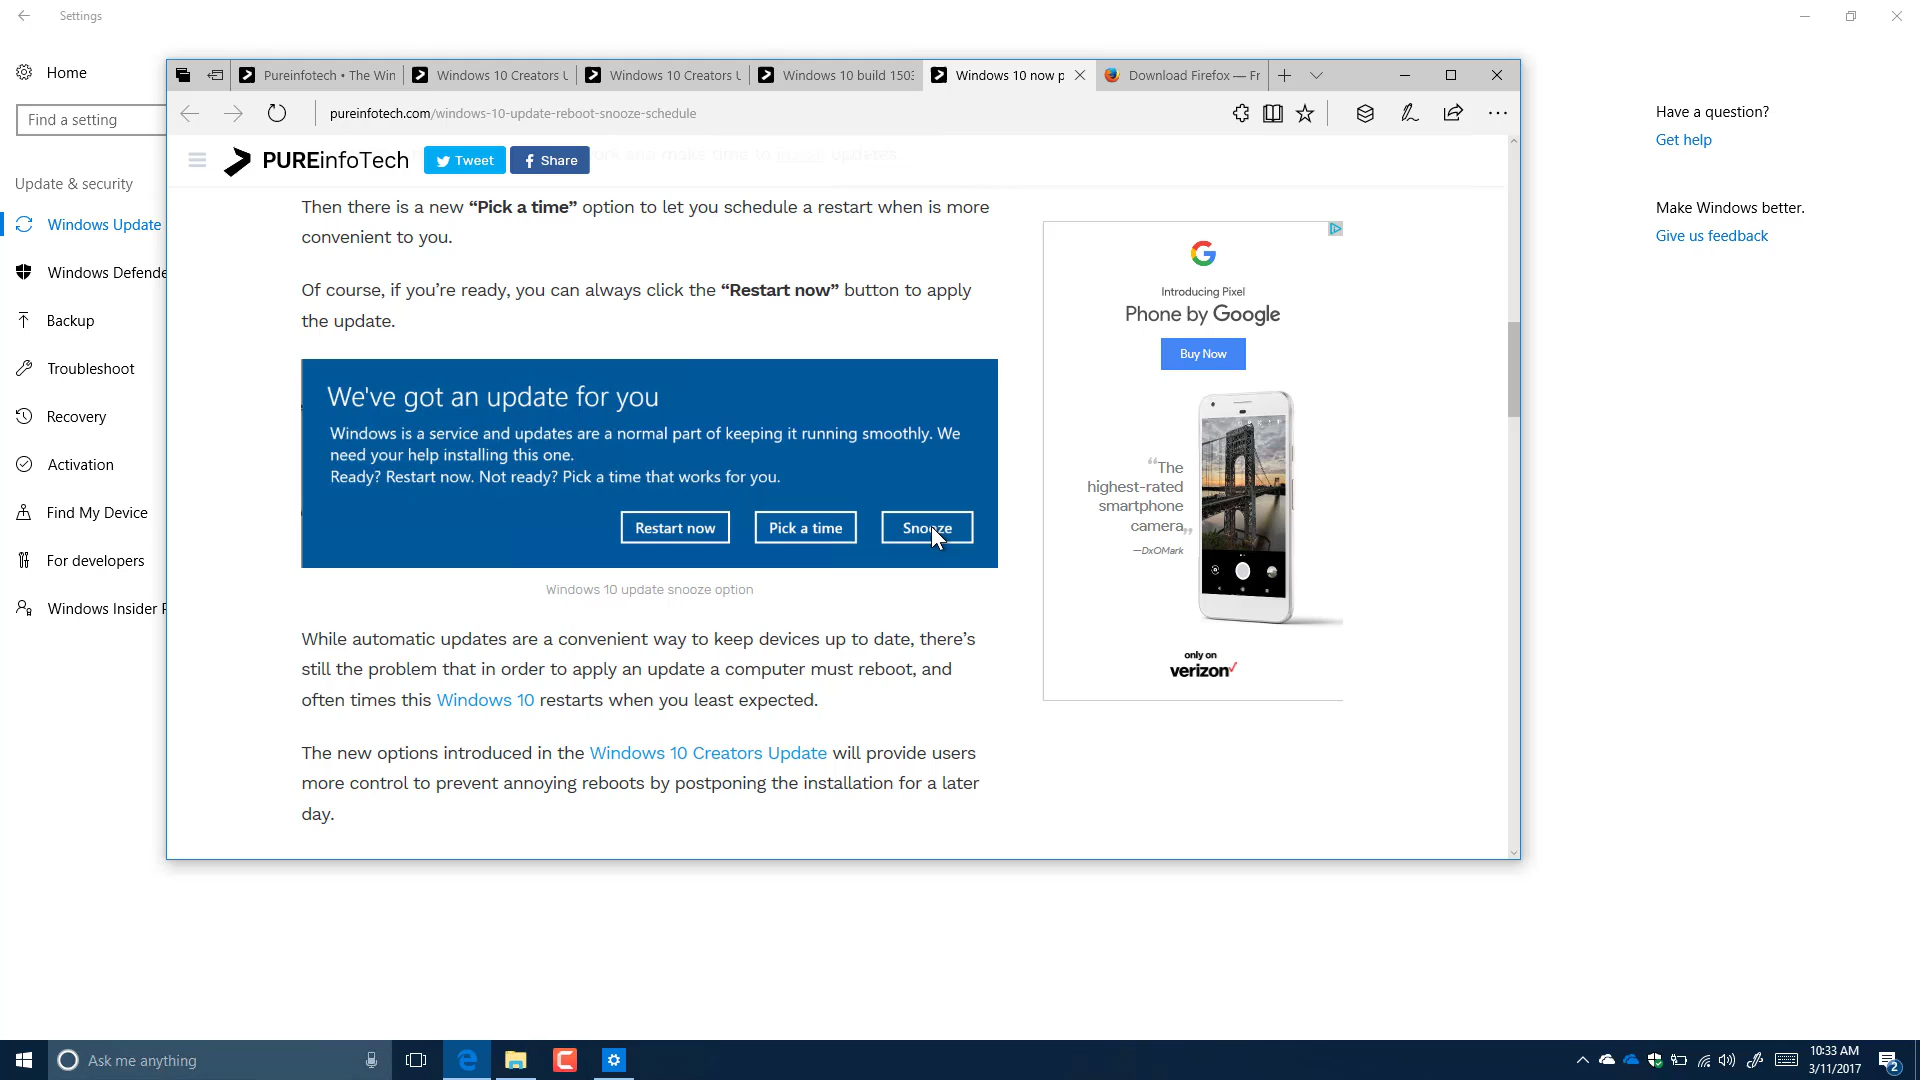 Settings
Home
Find a setting
Update & security
Windows Update
Windows Defende
Backup
Troubleshoot
Recovery
Activation
Find My Device
For developers
Windows Insider P
Pureinfotech • The Win
Windows 10 Creators U
Windows 10 Creators U
Windows 10 build 1503
Windows 10 now p
Download Firefox — Fr
pureinfotech.com/windows-10-update-reboot-snooze-schedule
PUREinfoTech
Tweet
Share
and make time to install updates.
Then there is a new “Pick a time” option to let you schedule a restart when is more
convenient to you.
Of course, if you’re ready, you can always click the “Restart now” button to apply
the update.
We've got an update for you
Windows is a service and updates are a normal part of keeping it running smoothly. We
need your help installing this one.
Ready? Restart now. Not ready? Pick a time that works for you.
Restart now
Pick a time
Snooze
Windows 10 update snooze option
While automatic updates are a convenient way to keep devices up to date, there’s
still the problem that in order to apply an update a computer must reboot, and
often times this Windows 10 restarts when you least expected.
The new options introduced in the Windows 10 Creators Update will provide users
more control to prevent annoying reboots by postponing the installation for a later
day.
Introducing Pixel
Phone by Google
Buy Now
“The
highest-rated
smartphone
camera”
—DxOMark
only on
verizon
Have a question?
Get help
Make Windows better.
Give us feedback
Ask me anything
10:33 AM
3/11/2017
2